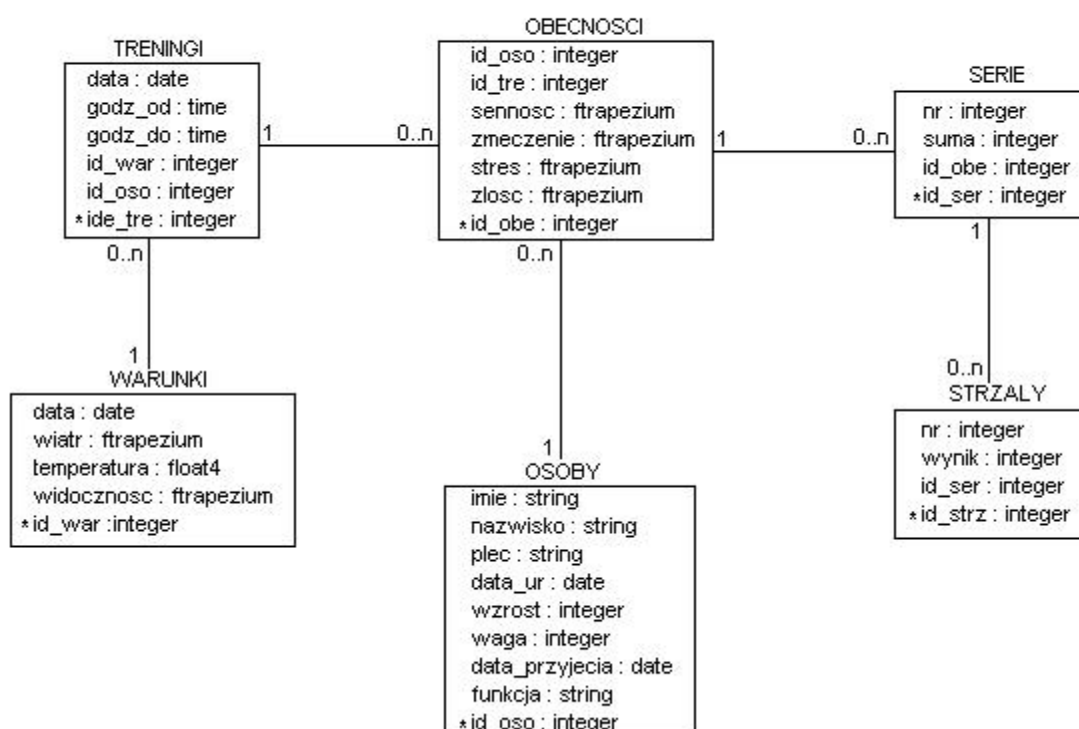 TRENINGI
data : date
godz_od : time
godz_do : time
id_war : integer
id_oso : integer
*ide_tre : integer
1
0..n
OBECNOSCI
id_oso : integer
id_tre : integer
sennosc : ftrapezium
zmeczenie : ftrapezium
stres : ftrapezium
zlosc : ftrapezium
*id_obe : integer
1
0..n
SERIE
nr : integer
suma : integer
id_obe : integer
*id_ser : integer
0..n
1
WARUNKI
data : date
wiatr : ftrapezium
temperatura : float4
widocznosc : ftrapezium
*id_war :integer
0..n
1
OSOBY
imie : string
nazwisko : string
plec : string
data_ur : date
wzrost : integer
waga : integer
data_przyjecia : date
funkcja : string
*id_oso : integer
1
0..n
STRZALY
nr : integer
wynik : integer
id_ser : integer
*id_strz : integer